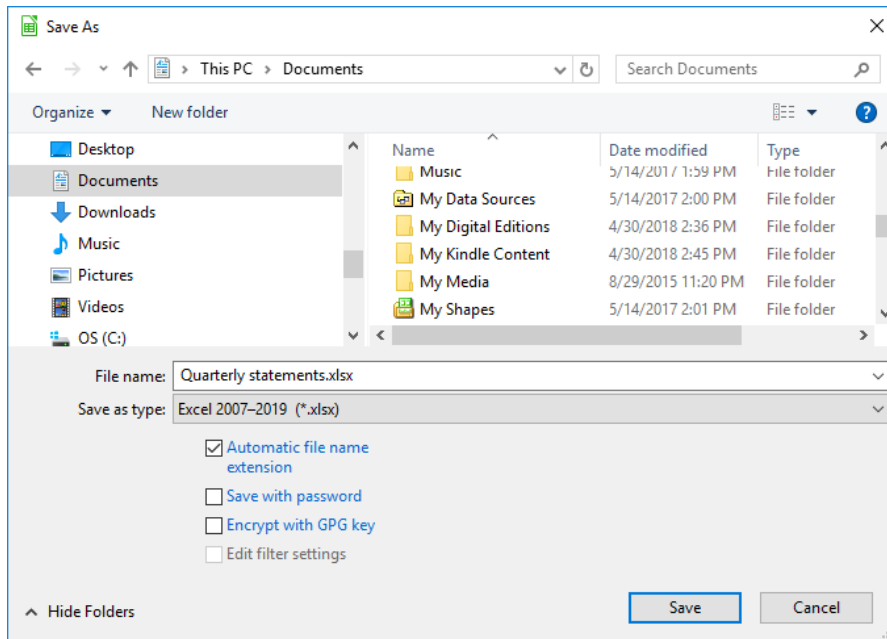 Save As
This PC > Documents
Search Documents
Organize
New folder
?
Desktop
Documents
Downloads
Music
Pictures
Videos
OS (C:)
Name Date modified Type
Music 5/14/2017 1:59 PM File folder
My Data Sources 5/14/2017 2:00 PM File folder
My Digital Editions 4/30/2018 2:36 PM File folder
My Kindle Content 4/30/2018 2:45 PM File folder
My Media 8/29/2015 11:20 PM File folder
My Shapes 5/14/2017 2:01 PM File folder
File name: Quarterly statements.xlsx
Save as type: Excel 2007–2019 (*.xlsx)
Automatic file name
extension
Save with password
Encrypt with GPG key
Edit filter settings
Hide Folders
Save
Cancel